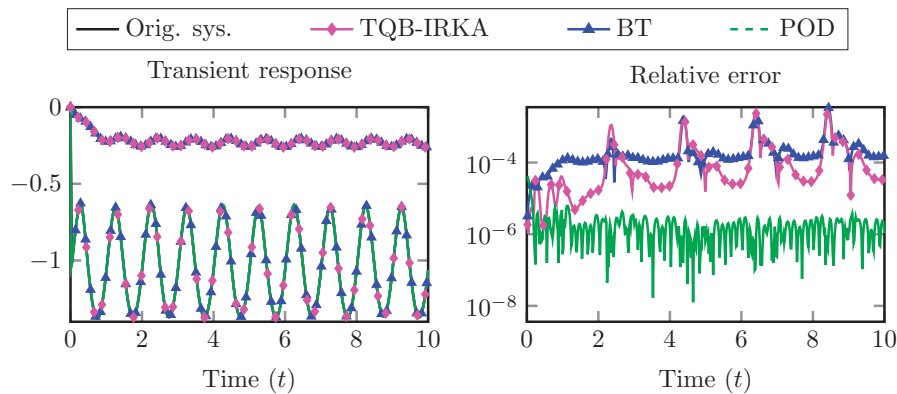 Orig. sys. TQB-IRKA BT POD
Transient response
Relative error
0
−0.5
−1
0 2 4 6 8 10
Time (t)
10⁻⁴
10⁻⁶
10⁻⁸
0 2 4 6 8 10
Time (t)